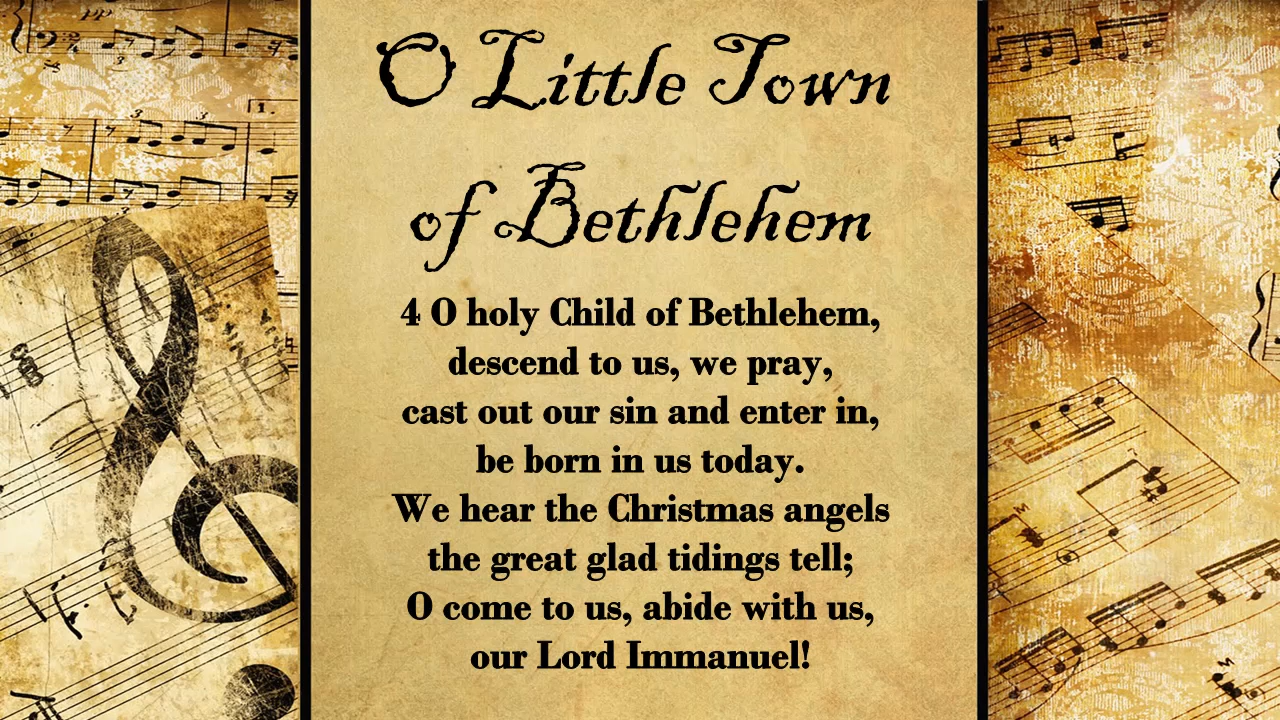 O Little Town
of Bethlehem
4 O holy Child of Bethlehem,
descend to us, we pray,
cast out our sin and enter in,
be born in us today.
We hear the Christmas angels
the great glad tidings tell;
O come to us, abide with us,
our Lord Immanuel!